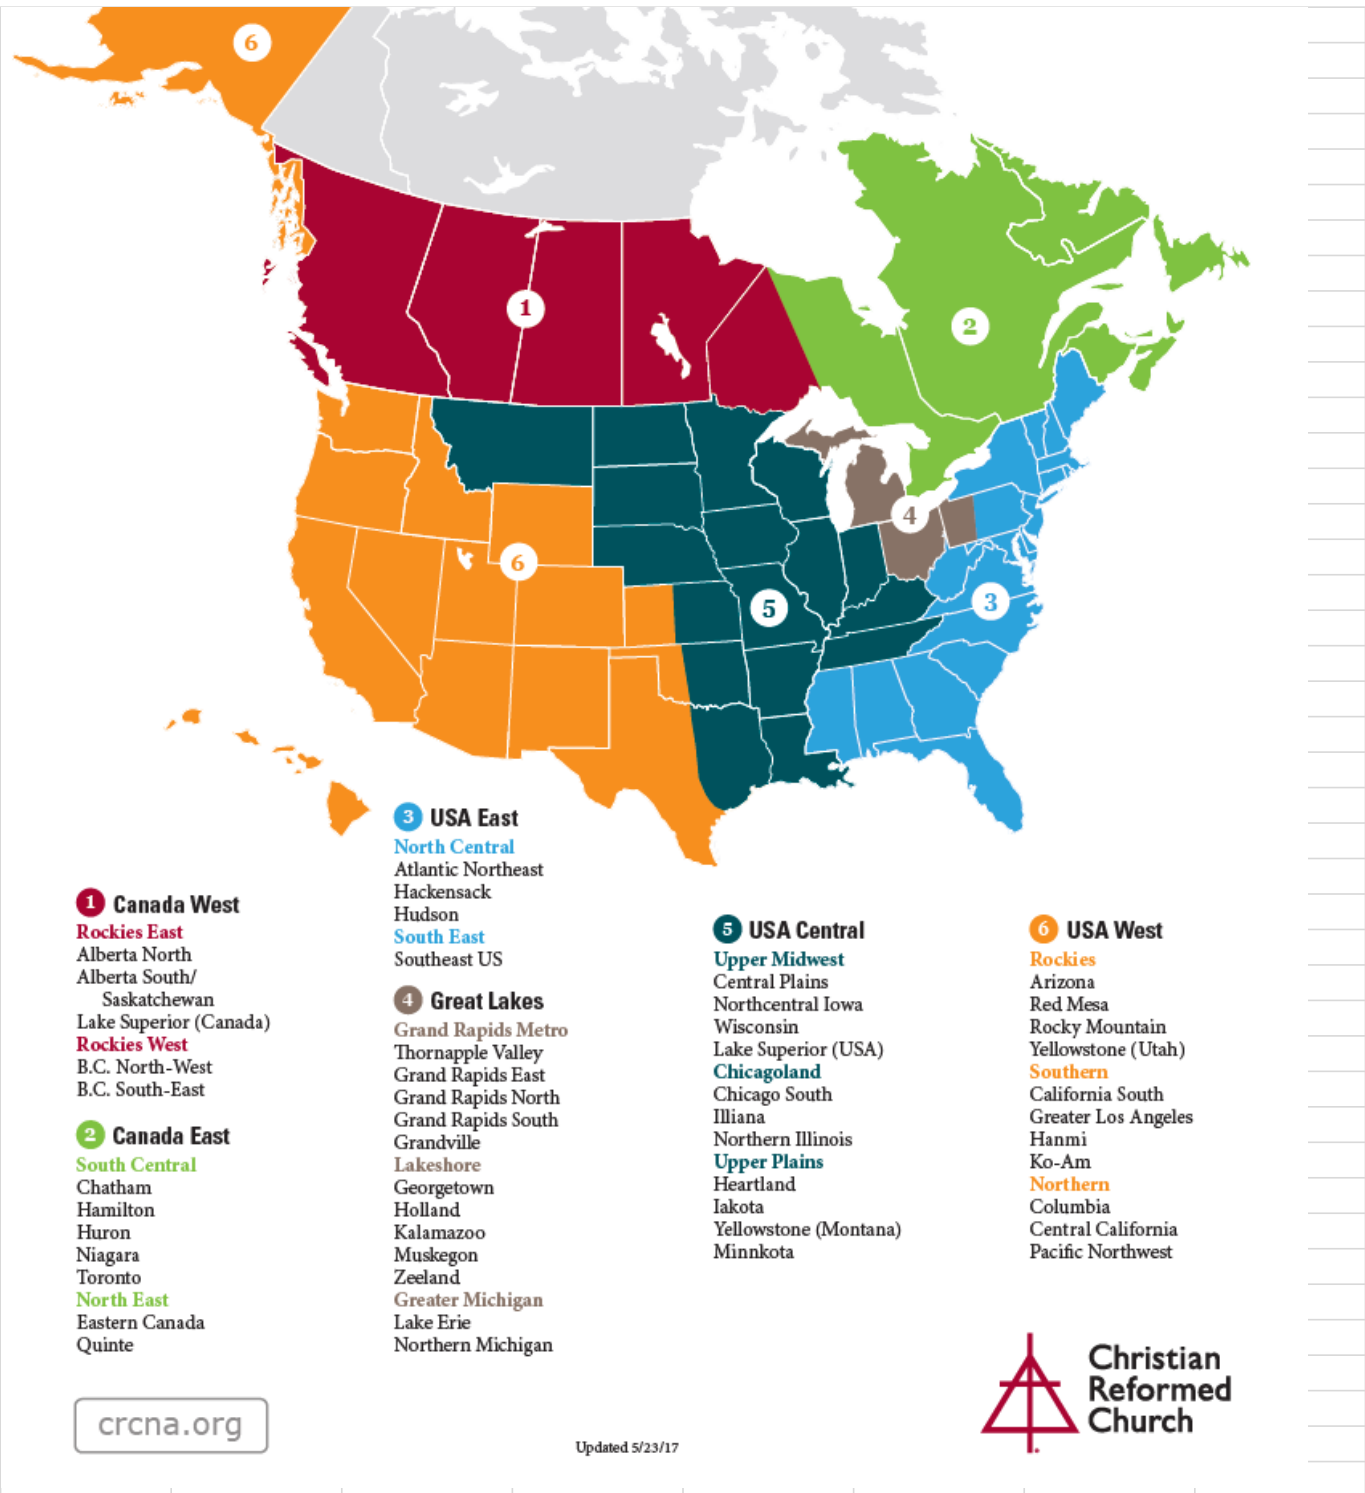 6
1
2
6
4
5
3
3 USA East
North Central
Atlantic Northeast
Hackensack
Hudson
South East
Southeast US
1 Canada West
Rockies East
Alberta North
Alberta South/
Saskatchewan
Lake Superior (Canada)
Rockies West
B.C. North-West
B.C. South-East
2 Canada East
South Central
Chatham
Hamilton
Huron
Niagara
Toronto
North East
Eastern Canada
Quinte
4 Great Lakes
Grand Rapids Metro
Thornapple Valley
Grand Rapids East
Grand Rapids North
Grand Rapids South
Grandville
Lakeshore
Georgetown
Holland
Kalamazoo
Muskegon
Zeeland
Greater Michigan
Lake Erie
Northern Michigan
5 USA Central
Upper Midwest
Central Plains
Northcentral Iowa
Wisconsin
Lake Superior (USA)
Chicagoland
Chicago South
Illiana
Northern Illinois
Upper Plains
Heartland
Iakota
Yellowstone (Montana)
Minnkota
6 USA West
Rockies
Arizona
Red Mesa
Rocky Mountain
Yellowstone (Utah)
Southern
California South
Greater Los Angeles
Hanmi
Ko-Am
Northern
Columbia
Central California
Pacific Northwest
crcna.org
Updated 5/23/17
Christian
Reformed
Church